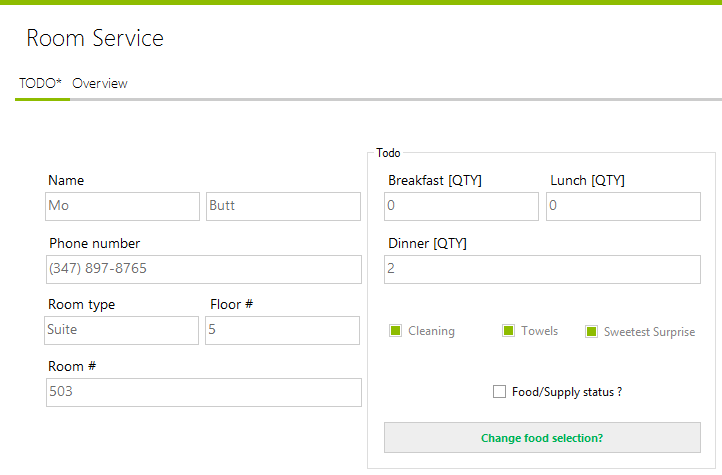 Room Service
TODO* Overview
Todo
Name
Mo Butt
Phone number
(347) 897-8765
Room type Floor #
Suite 5
Room #
503
Breakfast [QTY] Lunch [QTY]
0 0
Dinner [QTY]
2
Cleaning Towels Sweetest Surprise
Food/Supply status ?
Change food selection?